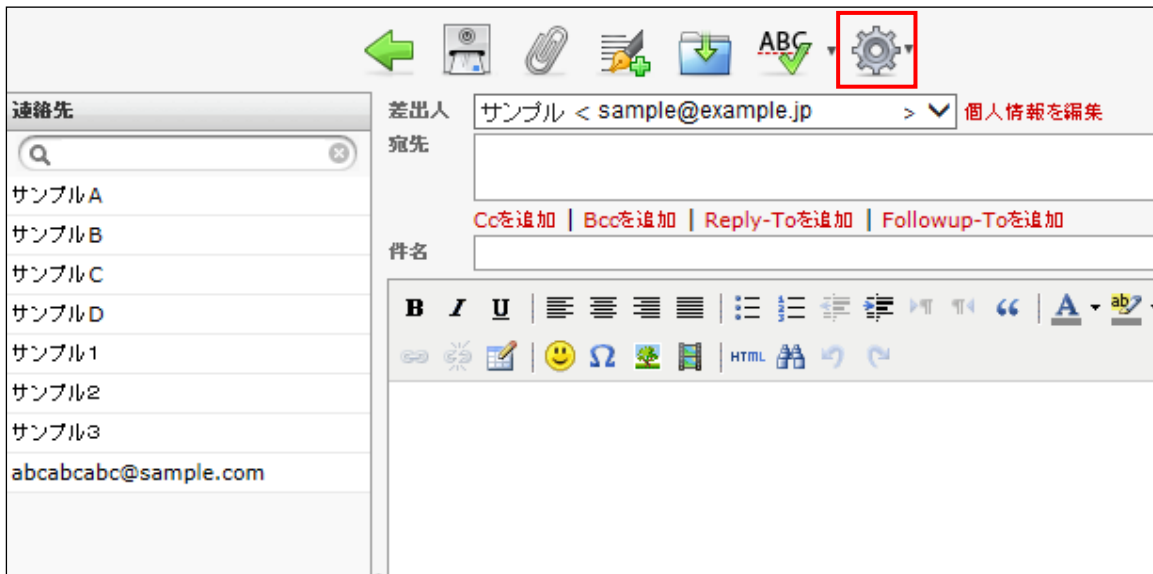 ABC
連絡先
差出人 サンプル < sample@example.jp > 個人情報を編集
宛先
サンプルA
Ccを追加 | Bccを追加 | Reply-Toを追加 | Followup-Toを追加
サンプルB
件名
サンプルC
サンプルD
B I U A ab
サンプル1
Ω HTML
サンプル2
サンプル3
abcabcabc@sample.com